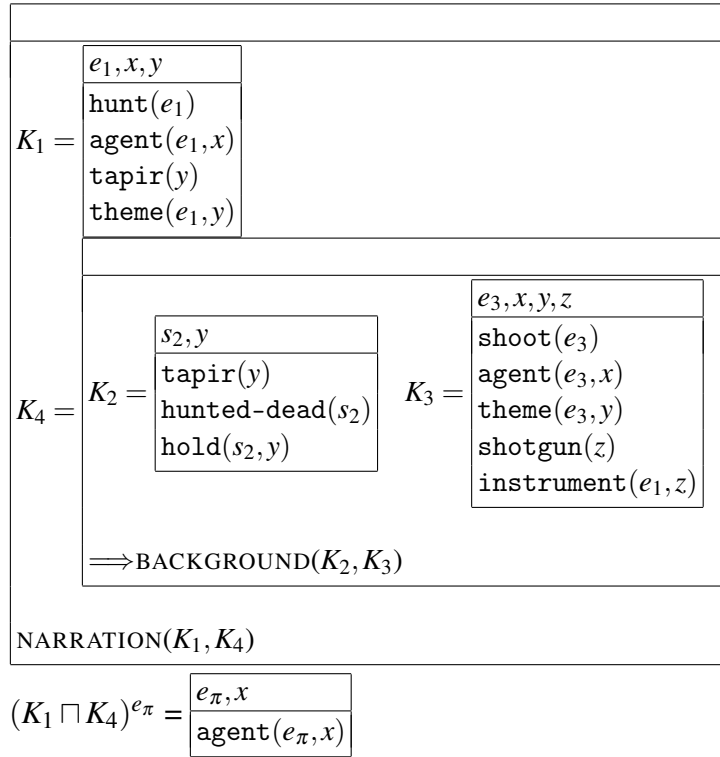 K₁ =
e₁, x, y
hunt(e₁)
agent(e₁, x)
tapir(y)
theme(e₁, y)
K₄ =
K₂ =
s₂, y
tapir(y)
hunted-dead(s₂)
hold(s₂, y)
K₃ =
e₃, x, y, z
shoot(e₃)
agent(e₃, x)
theme(e₃, y)
shotgun(z)
instrument(e₁, z)
⟹BACKGROUND(K₂, K₃)
NARRATION(K₁, K₄)
(K₁ ⊓ K₄)^{e_π} =
e_π, x
agent(e_π, x)